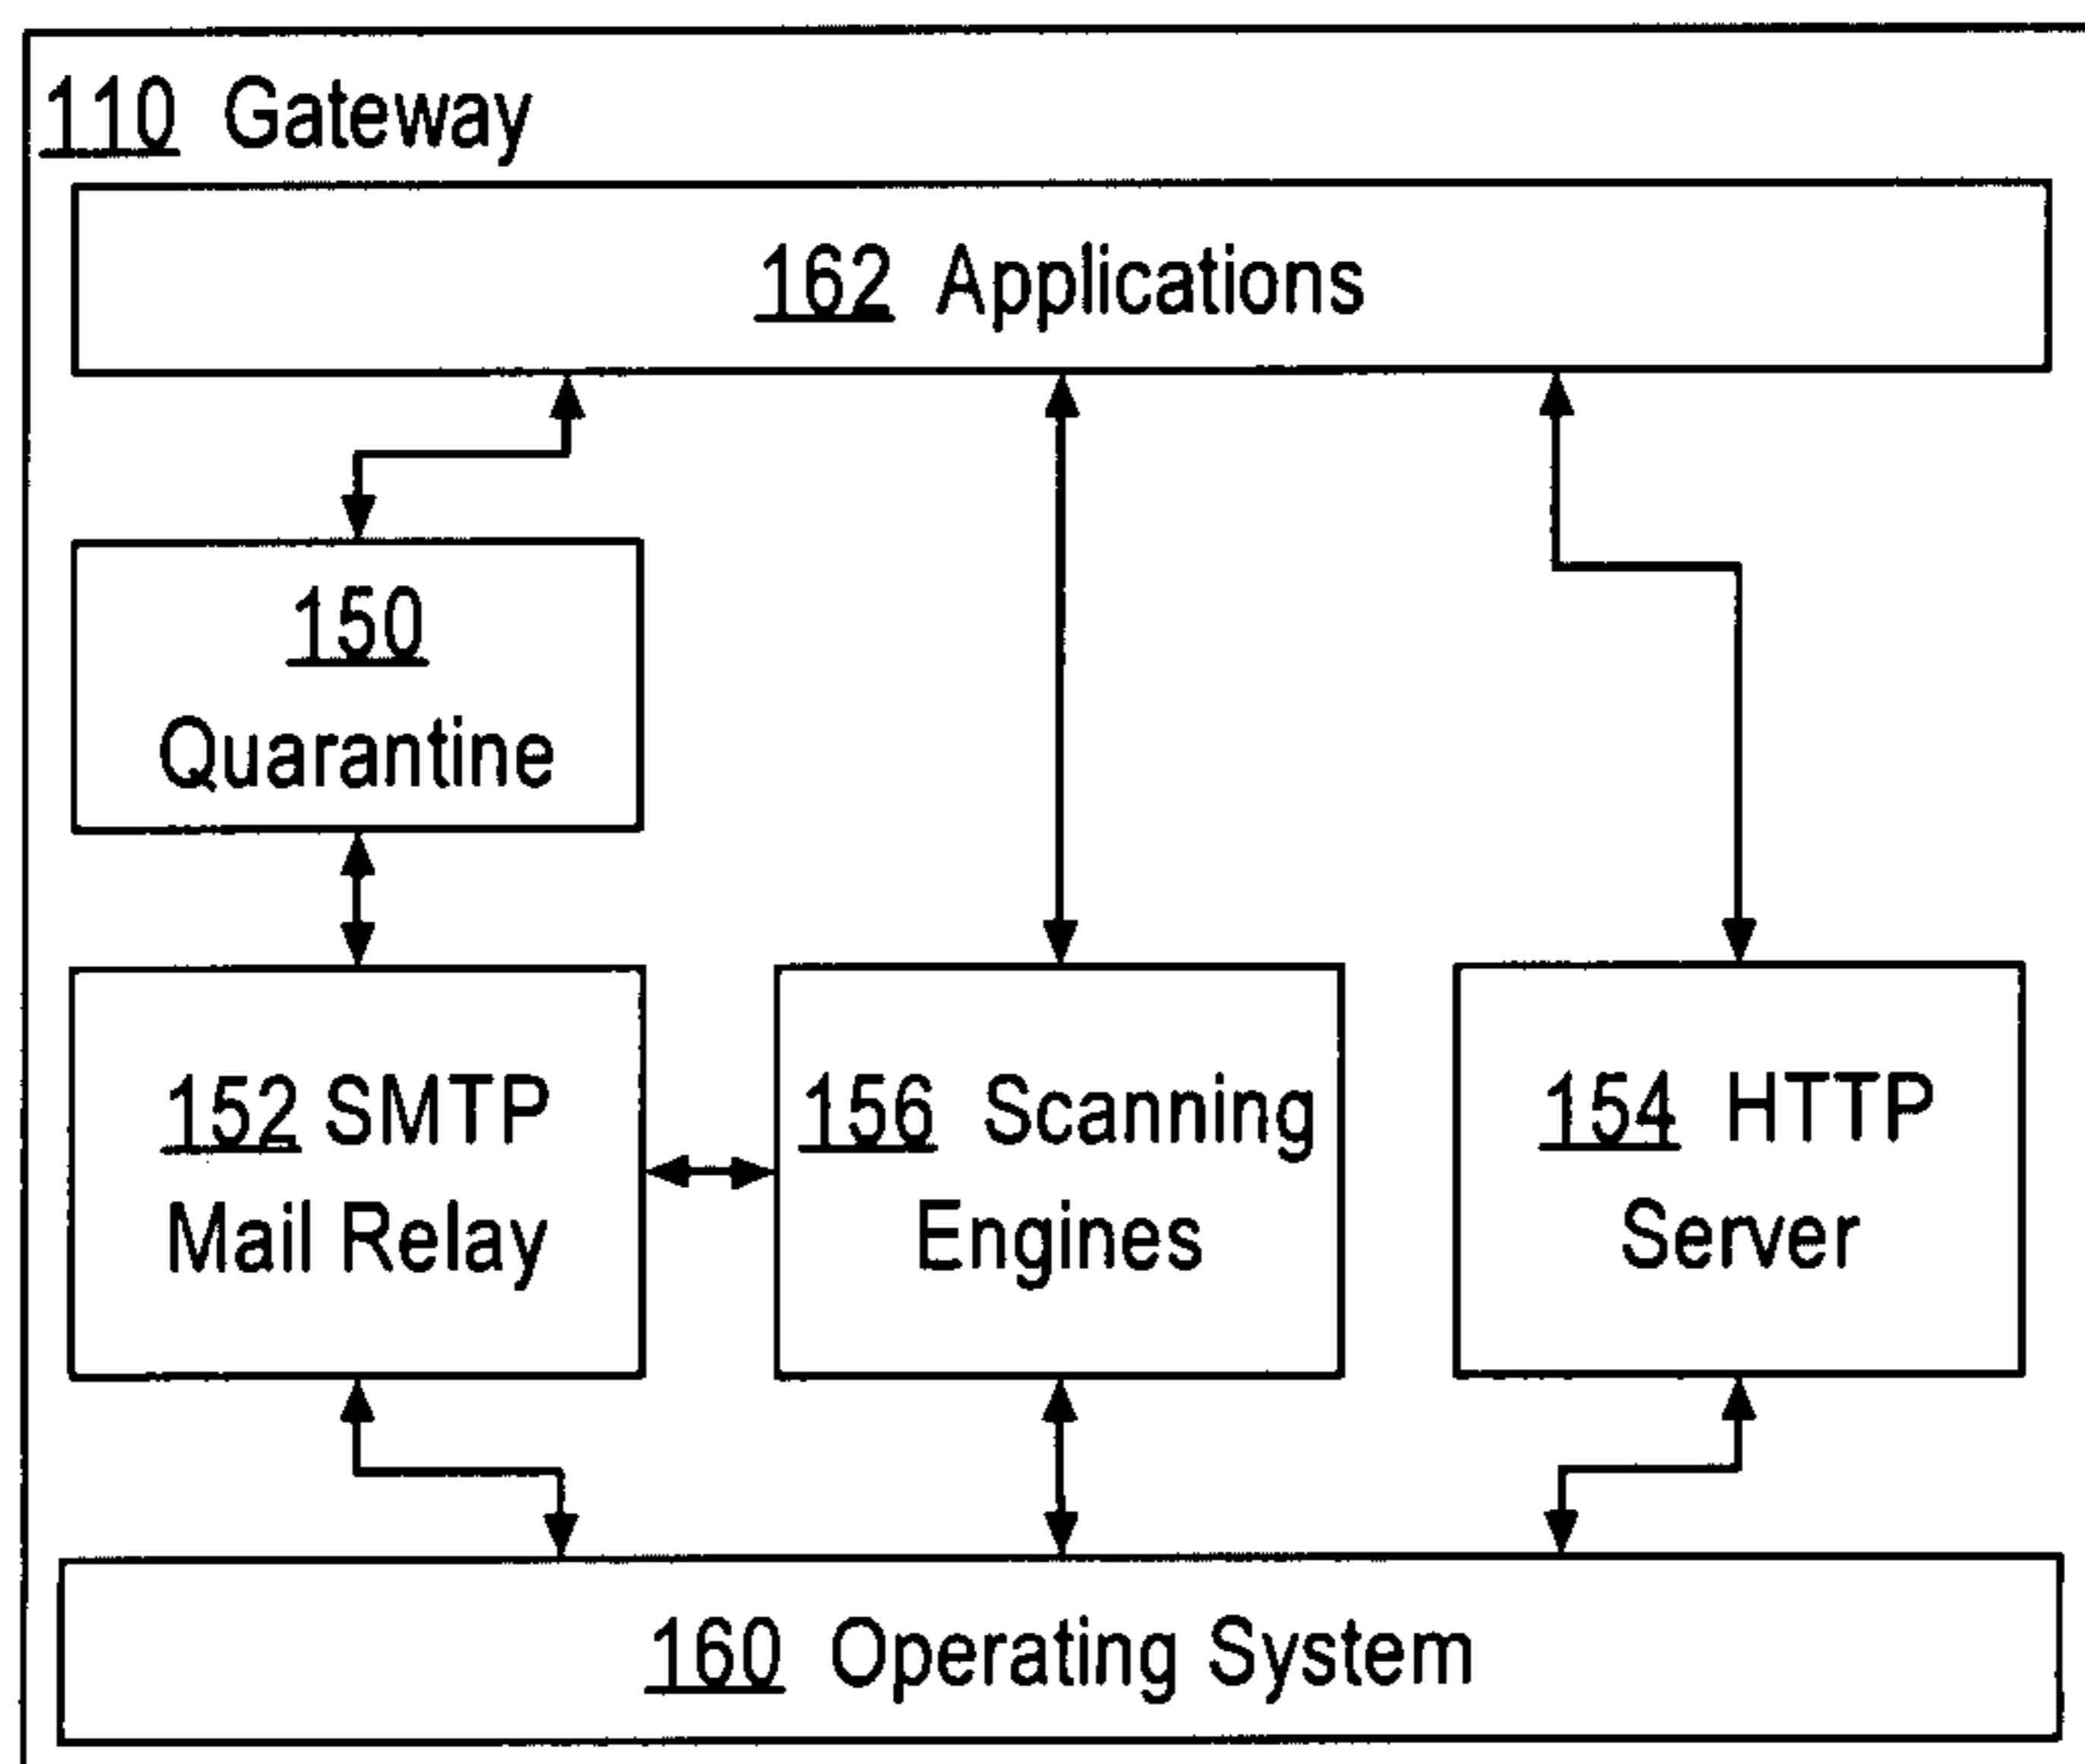 110 Gateway
162 Applications
150
Quarantine
152 SMTP
Mail Relay
156 Scanning
Engines
154 HTTP
Server
160 Operating System